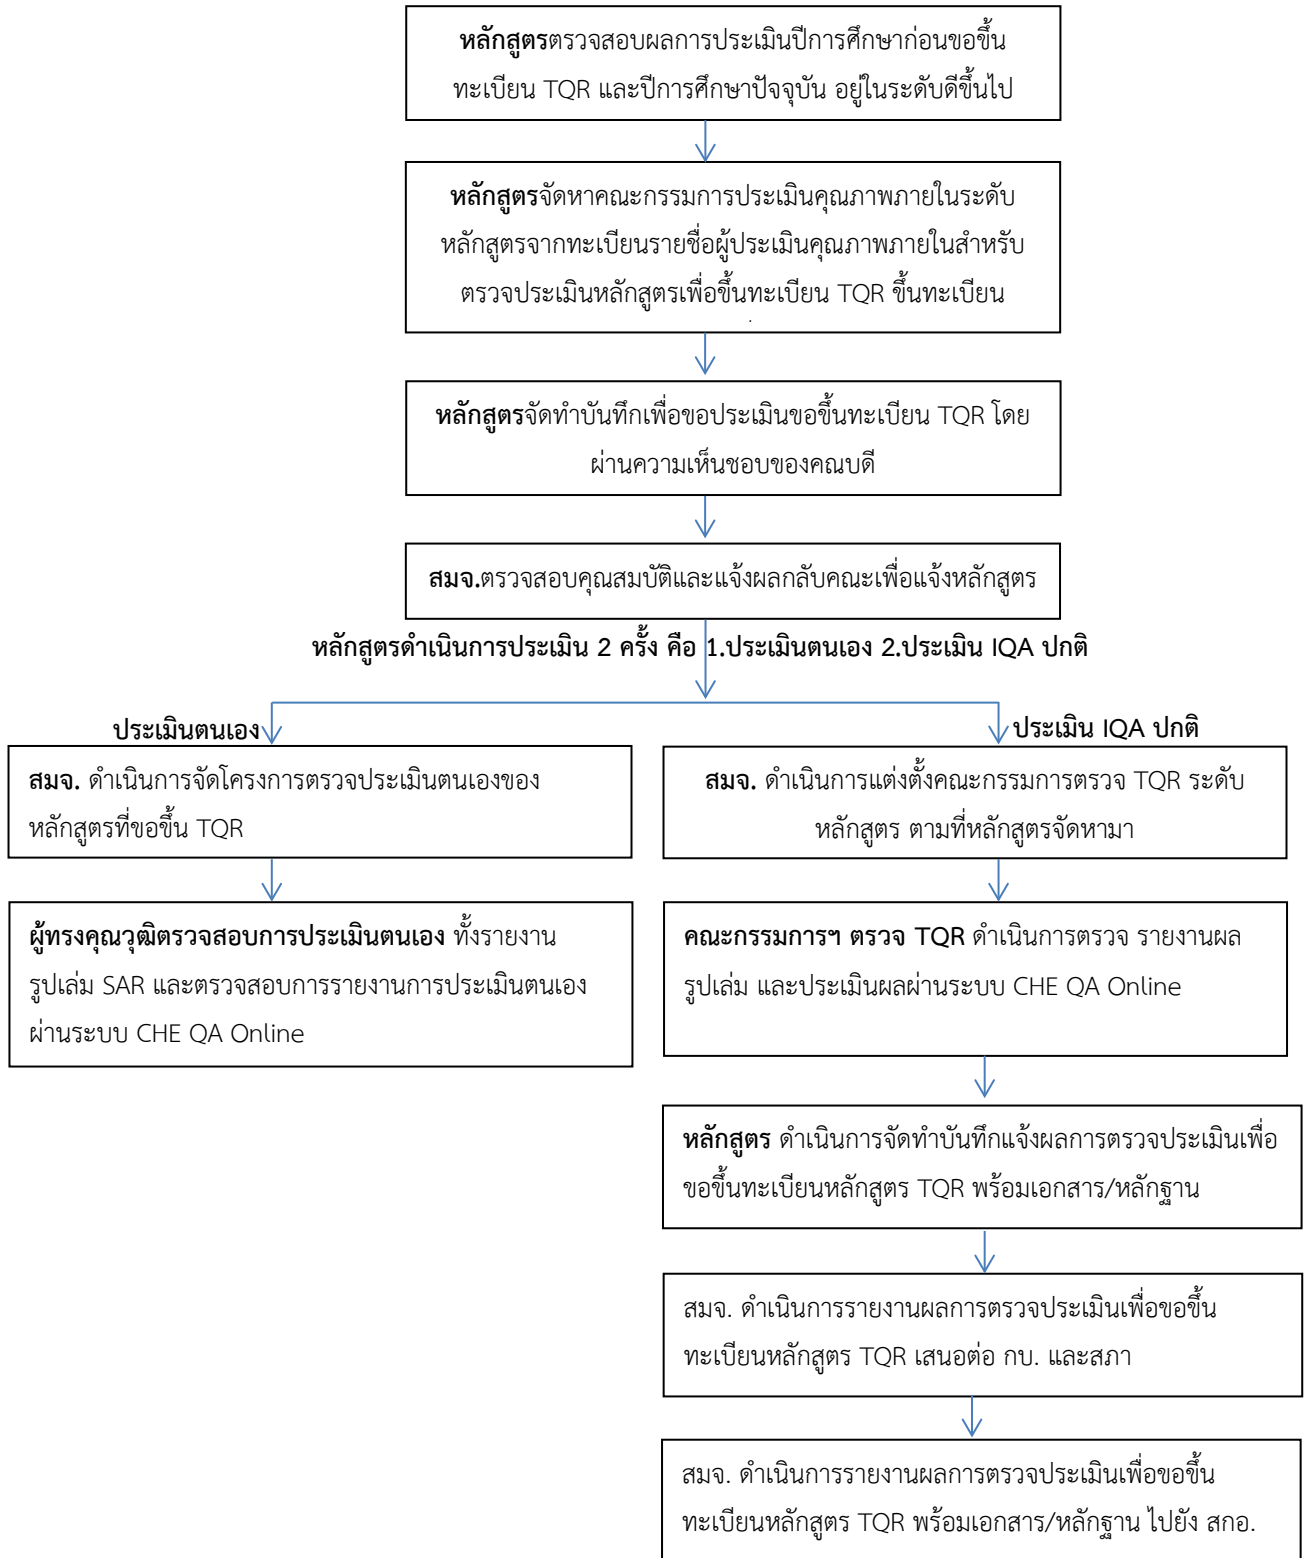 หลักสูตรตรวจสอบผลการประเมินปีการศึกษาก่อนขอขึ้น
ทะเบียน TQR และปีการศึกษาปัจจุบัน อยู่ในระดับดีขึ้นไป
หลักสูตรจัดหาคณะกรรมการประเมินคุณภาพภายในระดับ
หลักสูตรจากทะเบียนรายชื่อผู้ประเมินคุณภาพภายในสำหรับ
ตรวจประเมินหลักสูตรเพื่อขึ้นทะเบียน TQR ขึ้นทะเบียน
หลักสูตรจัดทำบันทึกเพื่อขอประเมินขอขึ้นทะเบียน TQR โดย
ผ่านความเห็นชอบของคณบดี
สมจ.ตรวจสอบคุณสมบัติและแจ้งผลกลับคณะเพื่อแจ้งหลักสูตร
หลักสูตรดำเนินการประเมิน 2 ครั้ง คือ 1.ประเมินตนเอง 2.ประเมิน IQA ปกติ
ประเมินตนเอง
สมจ. ดำเนินการจัดโครงการตรวจประเมินตนเองของ
หลักสูตรที่ขอขึ้น TQR
ผู้ทรงคุณวุฒิตรวจสอบการประเมินตนเอง ทั้งรายงาน
รูปเล่ม SAR และตรวจสอบการรายงานการประเมินตนเอง
ผ่านระบบ CHE QA Online
ประเมิน IQA ปกติ
สมจ. ดำเนินการแต่งตั้งคณะกรรมการตรวจ TQR ระดับ
หลักสูตร ตามที่หลักสูตรจัดหามา
คณะกรรมการฯ ตรวจ TQR ดำเนินการตรวจ รายงานผล
รูปเล่ม และประเมินผลผ่านระบบ CHE QA Online
หลักสูตร ดำเนินการจัดทำบันทึกแจ้งผลการตรวจประเมินเพื่อ
ขอขึ้นทะเบียนหลักสูตร TQR พร้อมเอกสาร/หลักฐาน
สมจ. ดำเนินการรายงานผลการตรวจประเมินเพื่อขอขึ้น
ทะเบียนหลักสูตร TQR เสนอต่อ กบ. และสภา
สมจ. ดำเนินการรายงานผลการตรวจประเมินเพื่อขอขึ้น
ทะเบียนหลักสูตร TQR พร้อมเอกสาร/หลักฐาน ไปยัง สกอ.